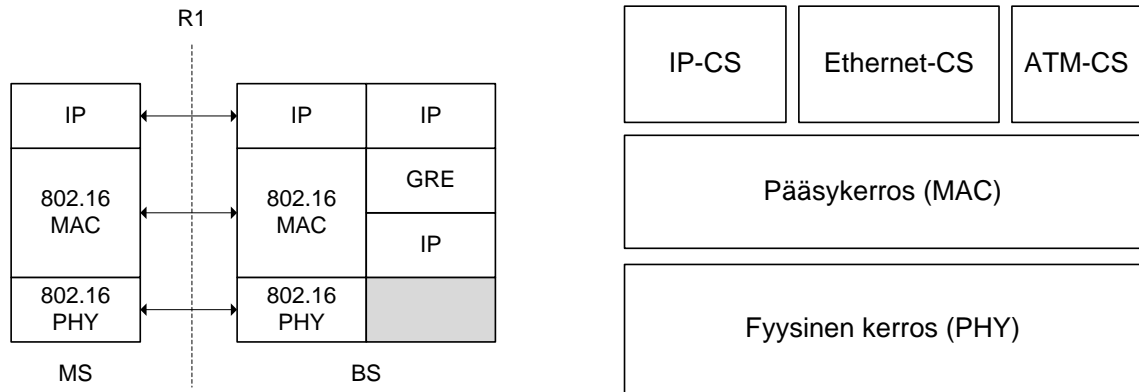 R1
IP
IP
IP
802.16
MAC
802.16
MAC
GRE
IP
802.16
PHY
802.16
PHY
MS
BS
IP-CS
Ethernet-CS
ATM-CS
Pääsykerros (MAC)
Fyysinen kerros (PHY)